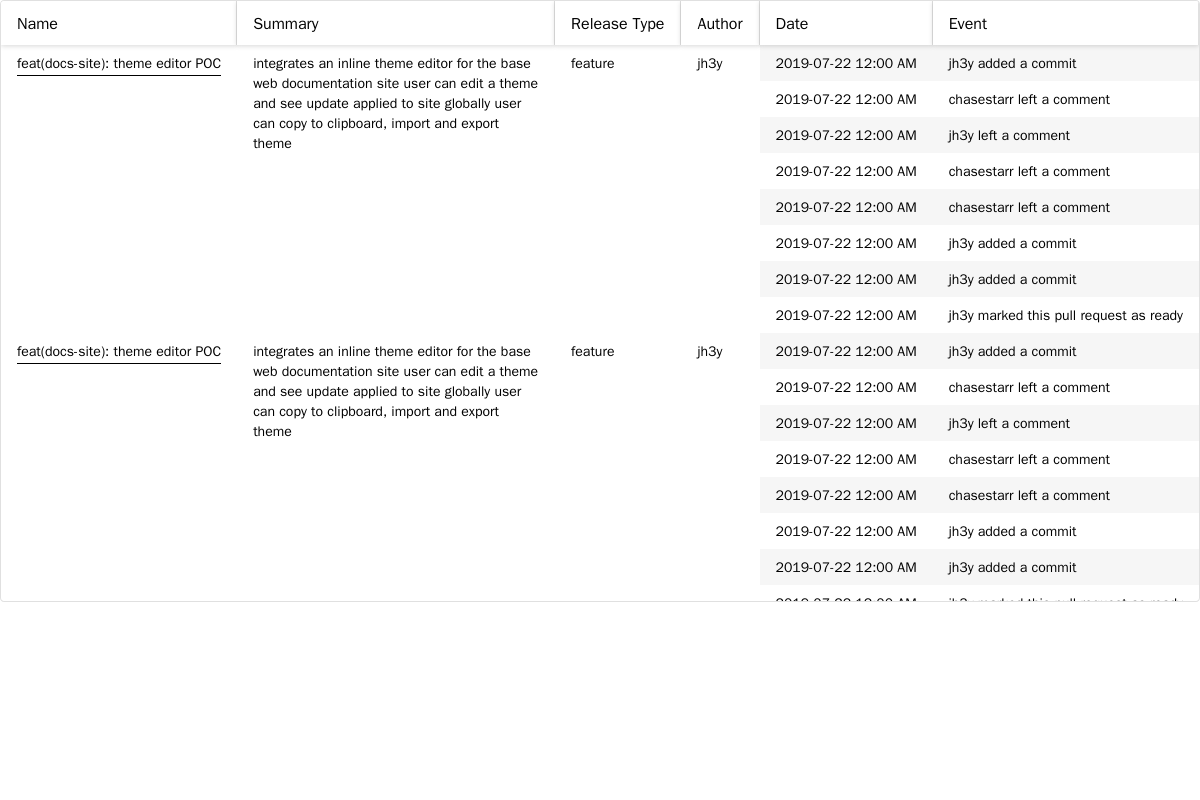 Name Summary Release Type Author Date Event
feat(docs-site): theme editor POC integrates an inline theme editor for the base feature jh3y 2019-07-22 12:00 AM jh3y added a commit
web documentation site user can edit a theme
2019-07-22 12:00 AM chasestarr left a comment
and see update applied to site globally user
can copy to clipboard, import and export
2019-07-22 12:00 AM jh3y left a comment
theme
2019-07-22 12:00 AM chasestarr left a comment
2019-07-22 12:00 AM chasestarr left a comment
2019-07-22 12:00 AM jh3y added a commit
2019-07-22 12:00 AM jh3y added a commit
2019-07-22 12:00 AM jh3y marked this pull request as ready
feat(docs-site): theme editor POC integrates an inline theme editor for the base feature jh3y 2019-07-22 12:00 AM jh3y added a commit
web documentation site user can edit a theme
2019-07-22 12:00 AM chasestarr left a comment
and see update applied to site globally user
can copy to clipboard, import and export
2019-07-22 12:00 AM jh3y left a comment
theme
2019-07-22 12:00 AM chasestarr left a comment
2019-07-22 12:00 AM chasestarr left a comment
2019-07-22 12:00 AM jh3y added a commit
2019-07-22 12:00 AM jh3y added a commit